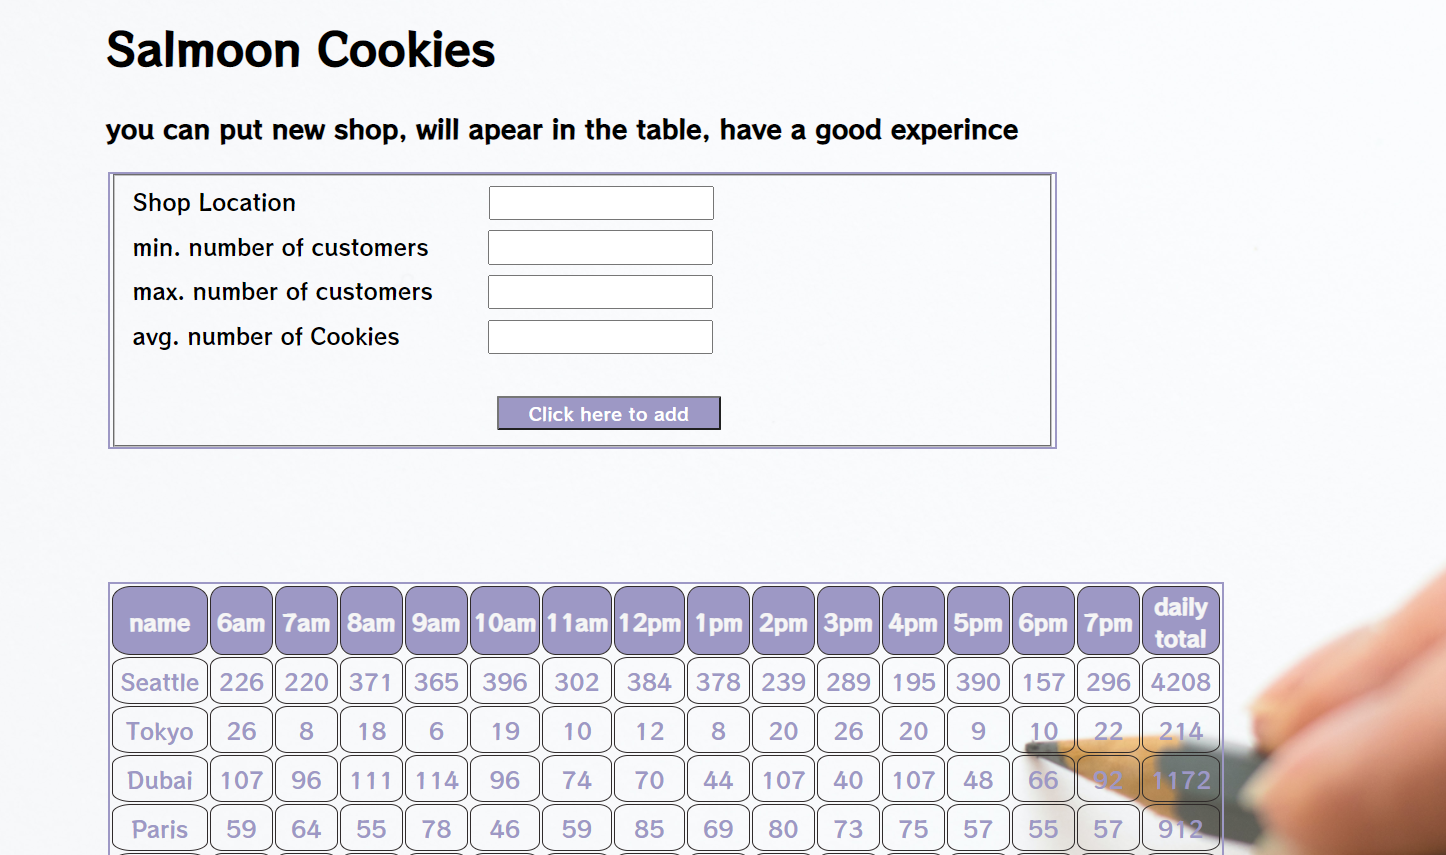 Salmoon Cookies
you can put new shop, will apear in the table, have a good experince
Shop Location
min. number of customers
max. number of customers
avg. number of Cookies
Click here to add
name 6am 7am 8am 9am 10am 11am 12pm 1pm 2pm 3pm 4pm 5pm 6pm 7pm daily total
Seattle 226 220 371 365 396 302 384 378 239 289 195 390 157 296 4208
Tokyo 26 8 18 6 19 10 12 8 20 26 20 9 10 22 214
Dubai 107 96 111 114 96 74 70 44 107 40 107 48 66 92 1172
Paris 59 64 55 78 46 59 85 69 80 73 75 57 55 57 912